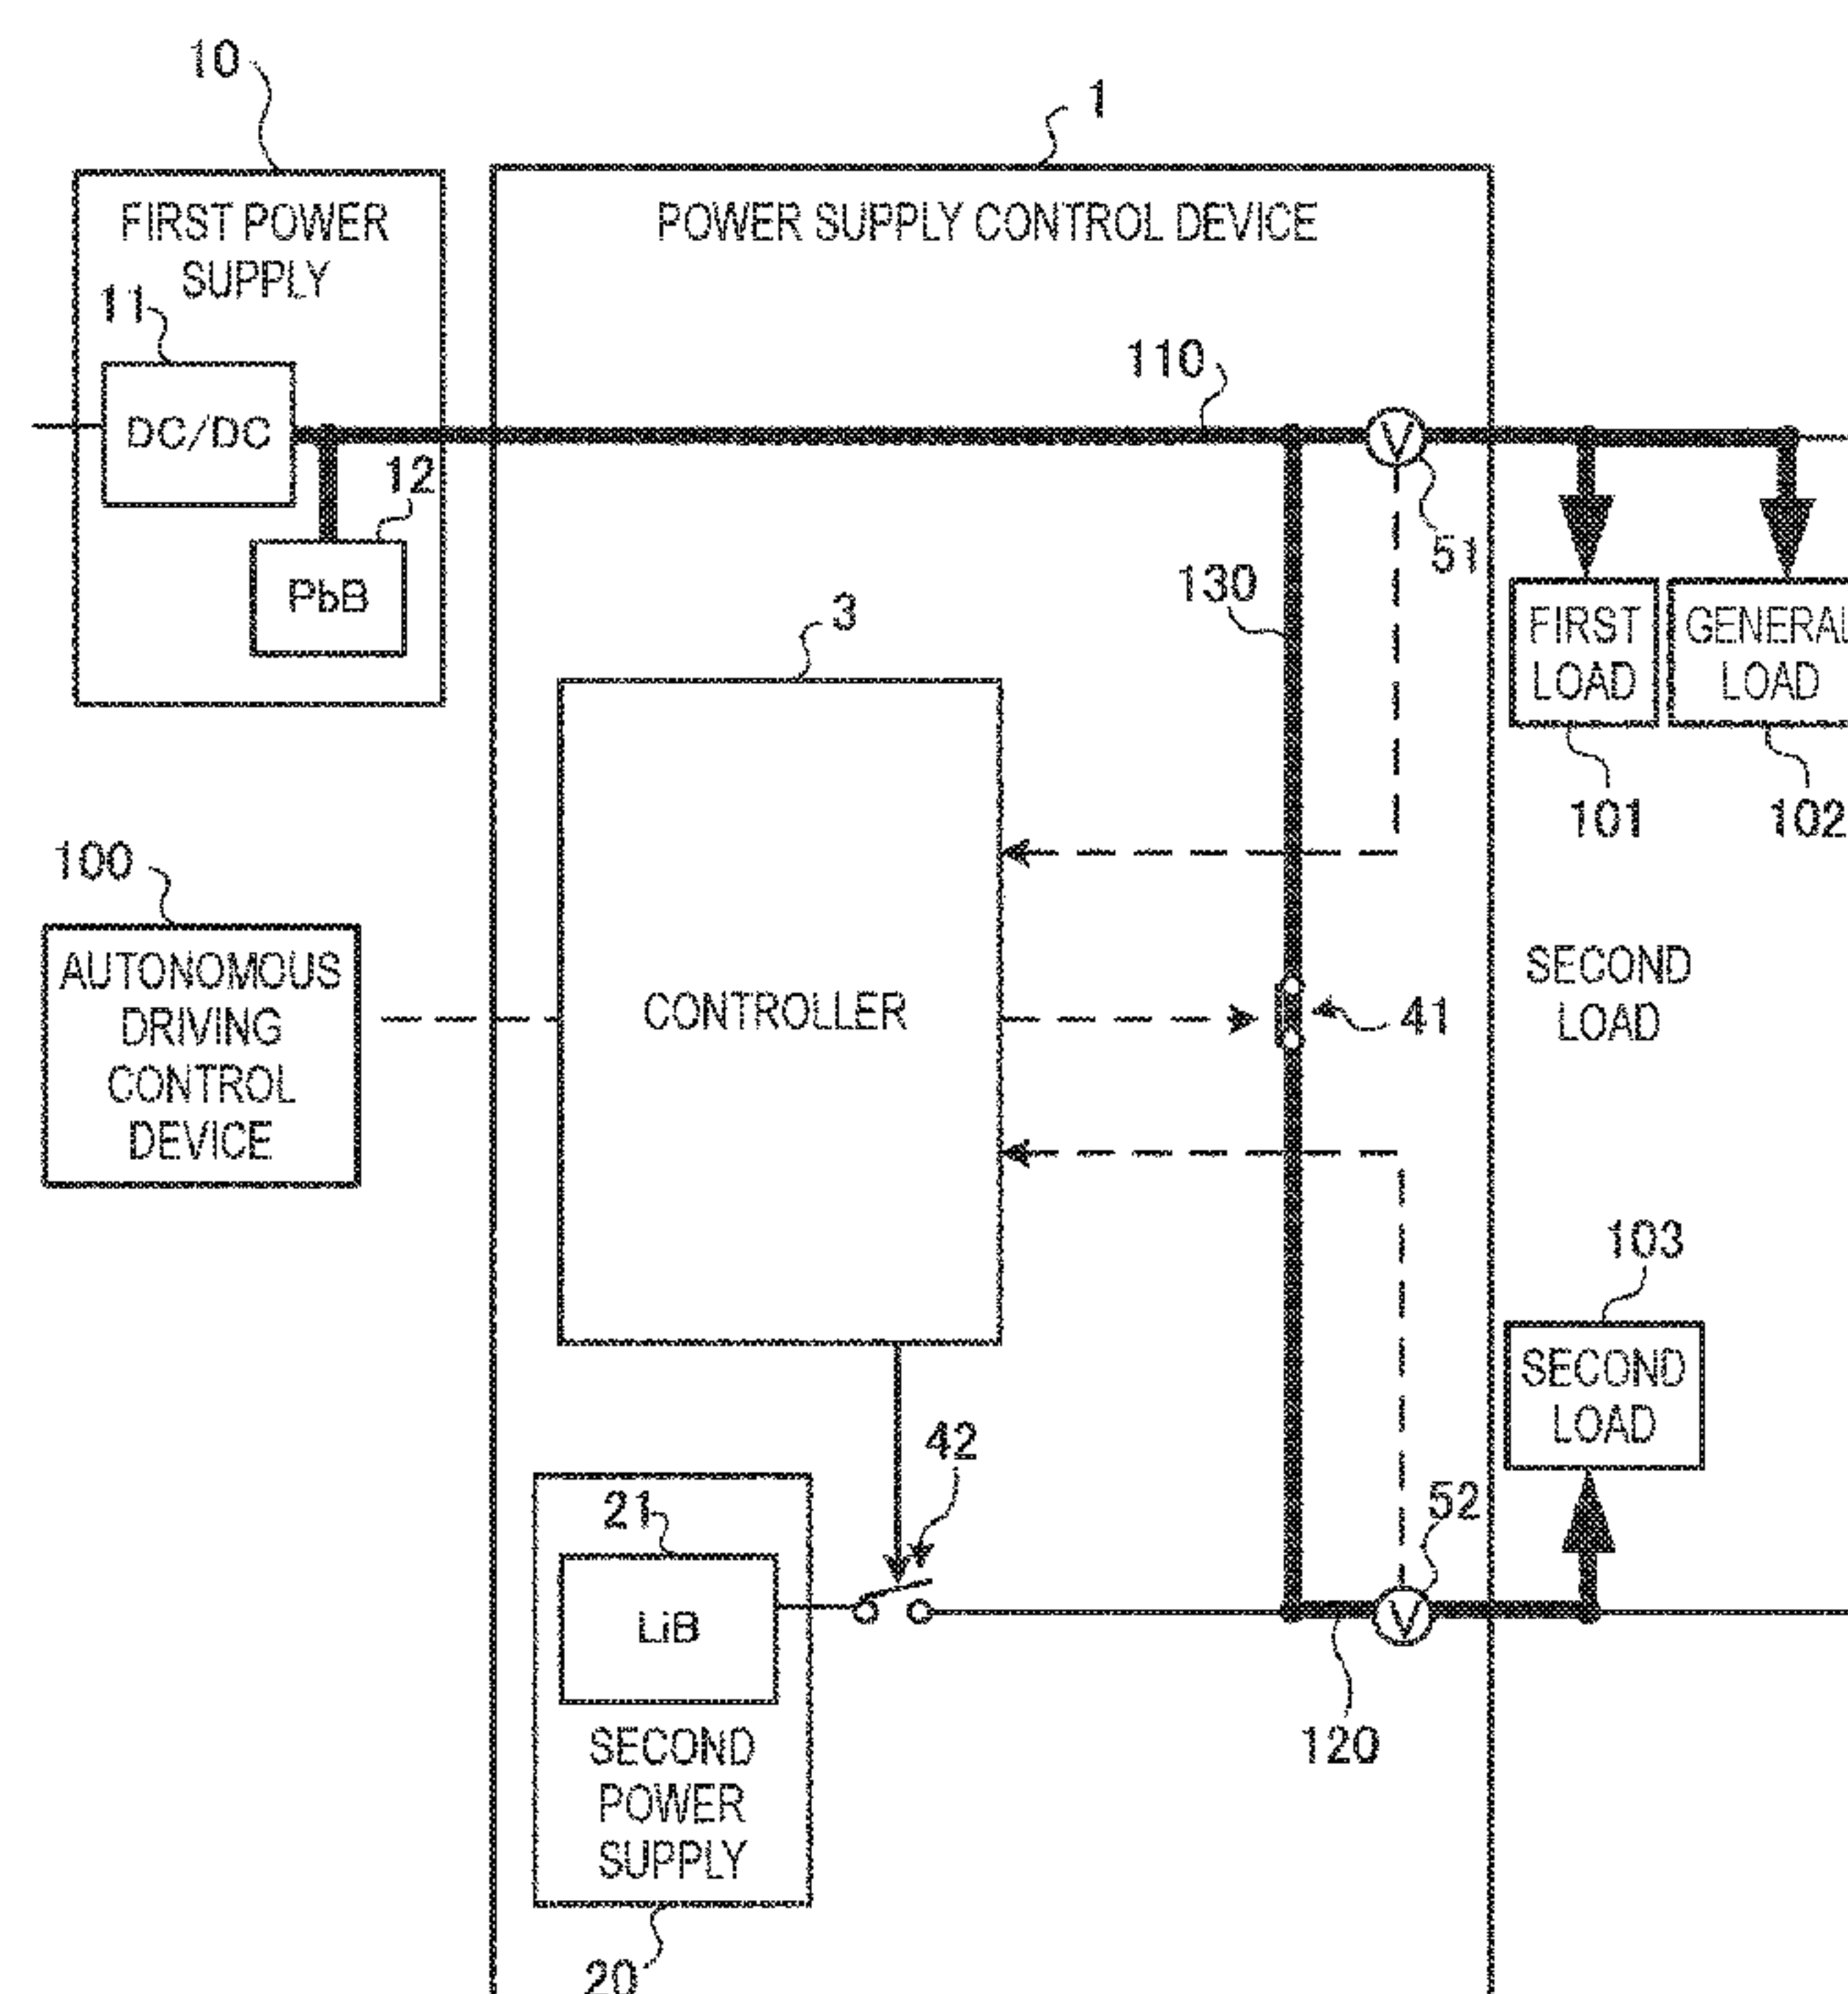 10
1
FIRST POWER
SUPPLY
POWER SUPPLY CONTROL DEVICE
11
DC/DC
12
PbB
110
V
51
130
FIRST
LOAD
GENERAL
LOAD
101
102
3
CONTROLLER
100
AUTONOMOUS
DRIVING
CONTROL
DEVICE
41
SECOND
LOAD
103
SECOND
LOAD
42
52
V
21
LiB
SECOND
POWER
SUPPLY
120
20